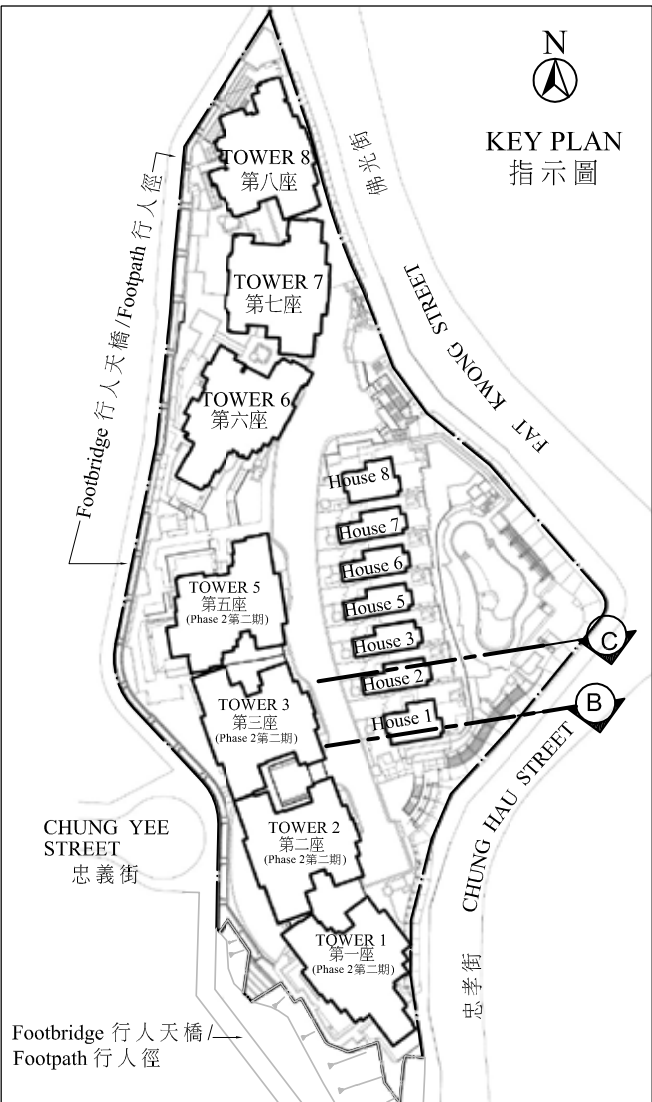 N
KEY PLAN
指示圖
TOWER 8
第八座
佛光街
Footbridge 行人天橋/Footpath 行人徑
TOWER 7
第七座
FAT KWONG STREET
TOWER 6
第六座
House 8
House 7
House 6
House 5
House 3
House 2
House 1
TOWER 5
第五座
(Phase 2第二期)
C
B
TOWER 3
第三座
(Phase 2第二期)
CHUNG HAU STREET
忠孝街
CHUNG YEE
STREET
忠義街
TOWER 2
第二座
(Phase 2第二期)
TOWER 1
第一座
(Phase 2第二期)
Footbridge 行人天橋/
Footpath 行人徑